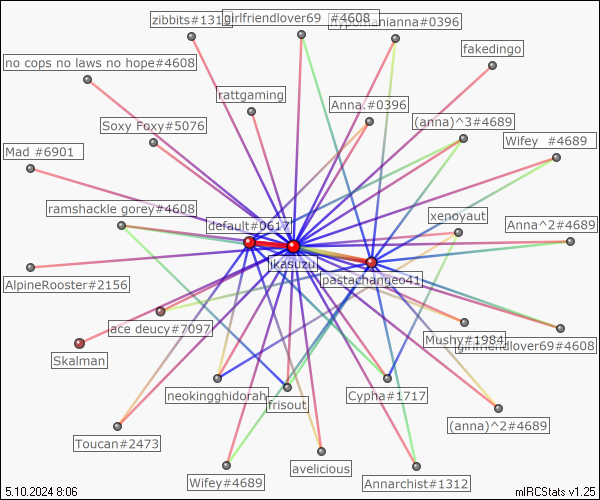 zibbits#1312
girlfriendlover69 #4608
hypomanianna#0396
fakedingo
no cops no laws no hope#4608
rattgaming
Anna.#0396
(anna)^3#4689
Soxy Foxy#5076
Wifey #4689
Mad #6901
ramshackle gorey#4608
default#0617
xenoyaut
Anna^2#4689
ikasuzu
pastachangeo41
AlpineRooster#2156
ace deucy#7097
Mushy#1984
girlfriendlover69#4608
Skalman
neokingghidorah
frisout
Cypha#1717
(anna)^2#4689
Toucan#2473
avelicious
Wifey#4689
Annarchist#1312
5.10.2024 8:06
mIRCStats v1.25